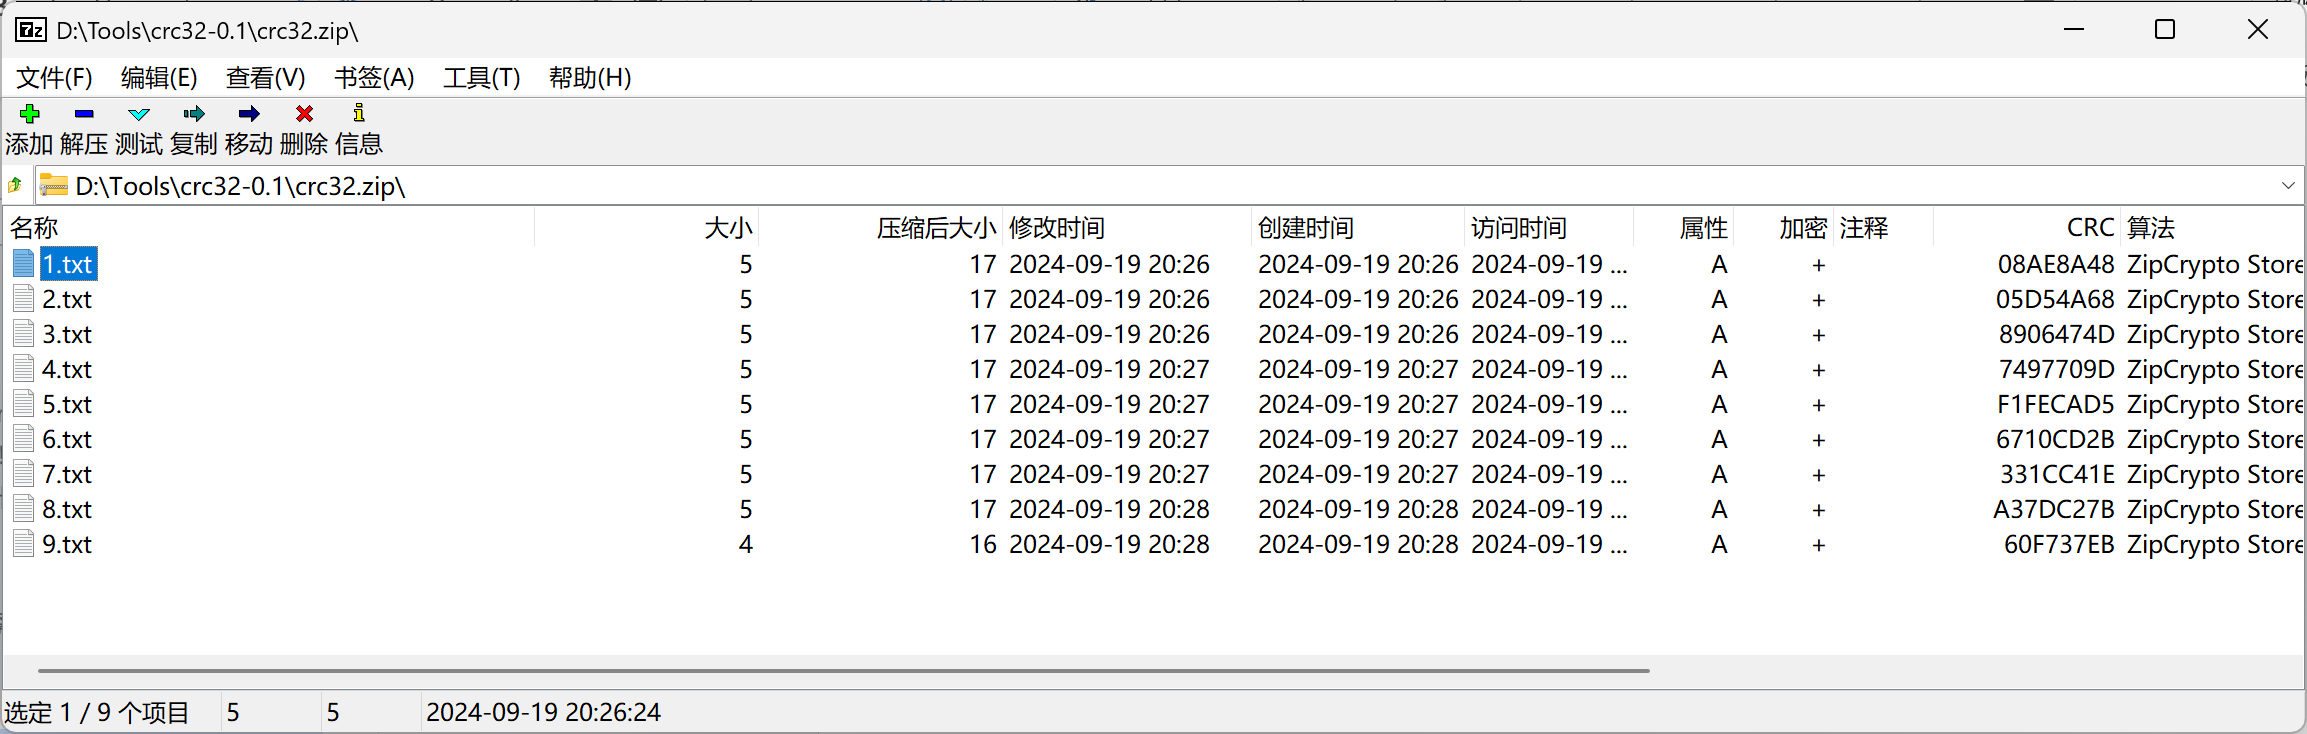 D:\Tools\crc32-0.1\crc32.zip\
文件(F) 编辑(E) 查看(V) 书签(A) 工具(T) 帮助(H)
添加 解压 测试 复制 移动 删除 信息
D:\Tools\crc32-0.1\crc32.zip\
名称 大小 压缩后大小 修改时间 创建时间 访问时间 属性 加密 注释 CRC 算法
1.txt 5 17 2024-09-19 20:26 2024-09-19 20:26 2024-09-19 ... A + 08AE8A48 ZipCrypto Store
2.txt 5 17 2024-09-19 20:26 2024-09-19 20:26 2024-09-19 ... A + 05D54A68 ZipCrypto Store
3.txt 5 17 2024-09-19 20:26 2024-09-19 20:26 2024-09-19 ... A + 8906474D ZipCrypto Store
4.txt 5 17 2024-09-19 20:27 2024-09-19 20:27 2024-09-19 ... A + 7497709D ZipCrypto Store
5.txt 5 17 2024-09-19 20:27 2024-09-19 20:27 2024-09-19 ... A + F1FECAD5 ZipCrypto Store
6.txt 5 17 2024-09-19 20:27 2024-09-19 20:27 2024-09-19 ... A + 6710CD2B ZipCrypto Store
7.txt 5 17 2024-09-19 20:27 2024-09-19 20:27 2024-09-19 ... A + 331CC41E ZipCrypto Store
8.txt 5 17 2024-09-19 20:28 2024-09-19 20:28 2024-09-19 ... A + A37DC27B ZipCrypto Store
9.txt 4 16 2024-09-19 20:28 2024-09-19 20:28 2024-09-19 ... A + 60F737EB ZipCrypto Store
选定 1 / 9 个项目 5 5 2024-09-19 20:26:24